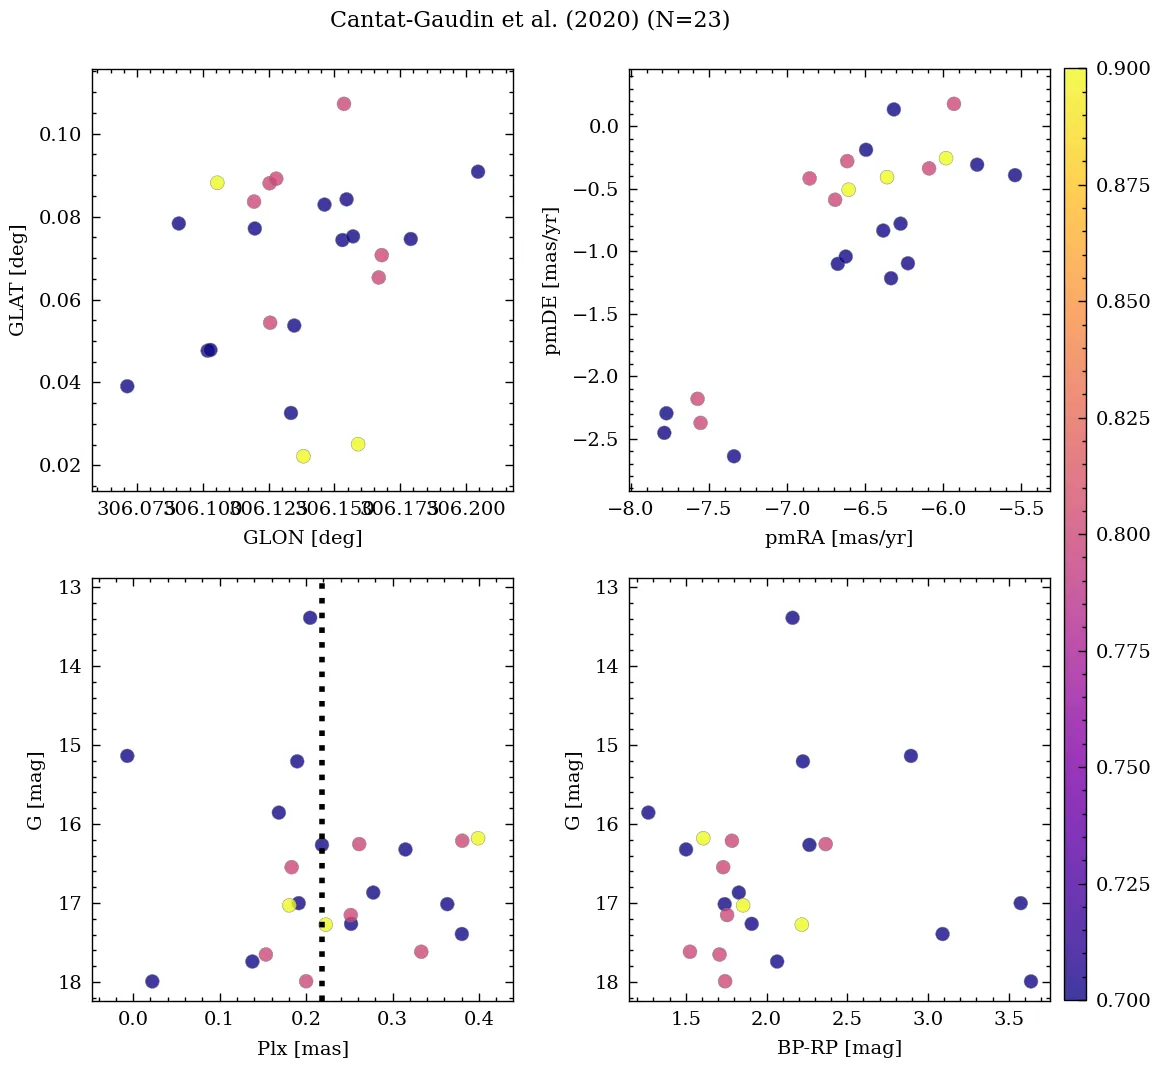 Cantat-Gaudin et al. (2020) (N=23)
0.10
0.08
0.06
0.04
0.02
GLAT [deg]
306.075 306.100 306.125 306.150 306.175 306.200
GLON [deg]
0.0
−0.5
−1.0
−1.5
−2.0
−2.5
pmDE [mas/yr]
−8.0 −7.5 −7.0 −6.5 −6.0 −5.5
pmRA [mas/yr]
13
14
15
16
17
18
G [mag]
0.0 0.1 0.2 0.3 0.4
Plx [mas]
13
14
15
16
17
18
G [mag]
1.5 2.0 2.5 3.0 3.5
BP-RP [mag]
0.900
0.875
0.850
0.825
0.800
0.775
0.750
0.725
0.700